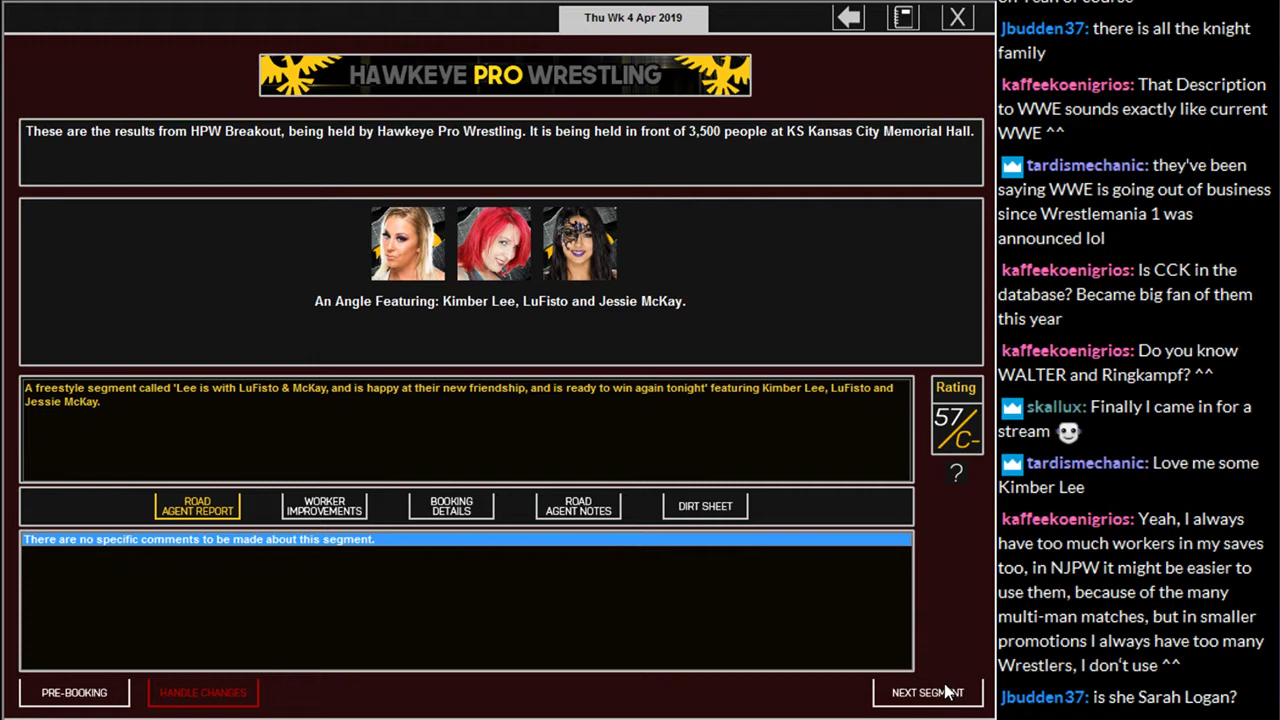 Thu Wk 4 Apr 2019
HAWKEYE PRO WRESTLING
These are the results from HPW Breakout, being held by Hawkeye Pro Wrestling. It is being held in front of 3,500 people at KS Kansas City Memorial Hall.
An Angle Featuring: Kimber Lee, LuFisto and Jessie McKay.
A freestyle segment called 'Lee is with LuFisto & McKay, and is happy at their new friendship, and is ready to win again tonight' featuring Kimber Lee, LuFisto and
Jessie McKay.
Rating
57/C-
?
ROAD
AGENT REPORT
WORKER
IMPROVEMENTS
BOOKING
DETAILS
ROAD
AGENT NOTES
DIRT SHEET
There are no specific comments to be made about this segment.
PRE-BOOKING
HANDLE CHANGES
NEXT SEGMENT
Jbudden37: there is all the knight
family
kaffeekoenigrios: That Description
to WWE sounds exactly like current
WWE ^^
tardismechanic: they've been
saying WWE is going out of business
since Wrestlemania 1 was
announced lol
kaffeekoenigrios: Is CCK in the
database? Became big fan of them
this year
kaffeekoenigrios: Do you know
WALTER and Ringkampf? ^^
skallux: Finally I came in for a
stream
tardismechanic: Love me some
Kimber Lee
kaffeekoenigrios: Yeah, I always
have too much workers in my saves
too, in NJPW it might be easier to
use them, because of the many
multi-man matches, but in smaller
promotions I always have too many
Wrestlers, I don't use ^^
Jbudden37: is she Sarah Logan?